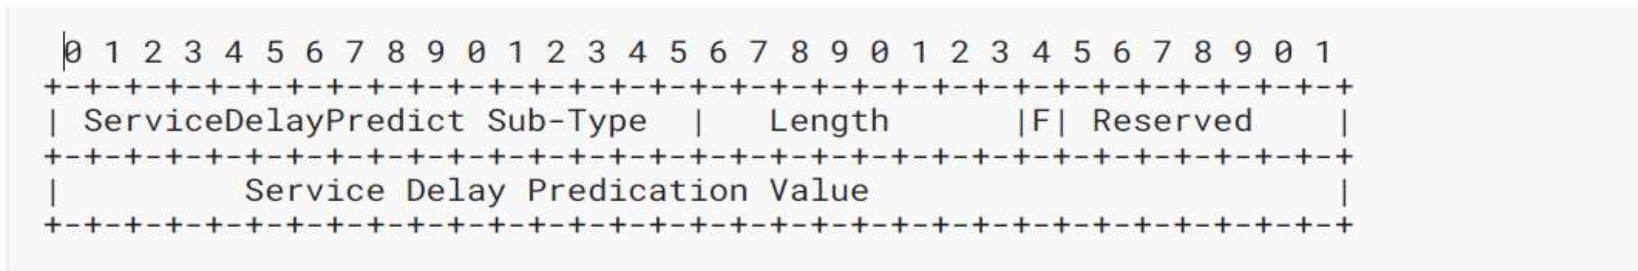 0 1 2 3 4 5 6 7 8 9 0 1 2 3 4 5 6 7 8 9 0 1 2 3 4 5 6 7 8 9 0 1
+-+-+-+-+-+-+-+-+-+-+-+-+-+-+-+-+-+-+-+-+-+-+-+-+-+-+-+-+-+-+-+-+
| ServiceDelayPredict Sub-Type  |   Length      |F| Reserved    |
+-+-+-+-+-+-+-+-+-+-+-+-+-+-+-+-+-+-+-+-+-+-+-+-+-+-+-+-+-+-+-+-+
|         Service Delay Predication Value                       |
+-+-+-+-+-+-+-+-+-+-+-+-+-+-+-+-+-+-+-+-+-+-+-+-+-+-+-+-+-+-+-+-+